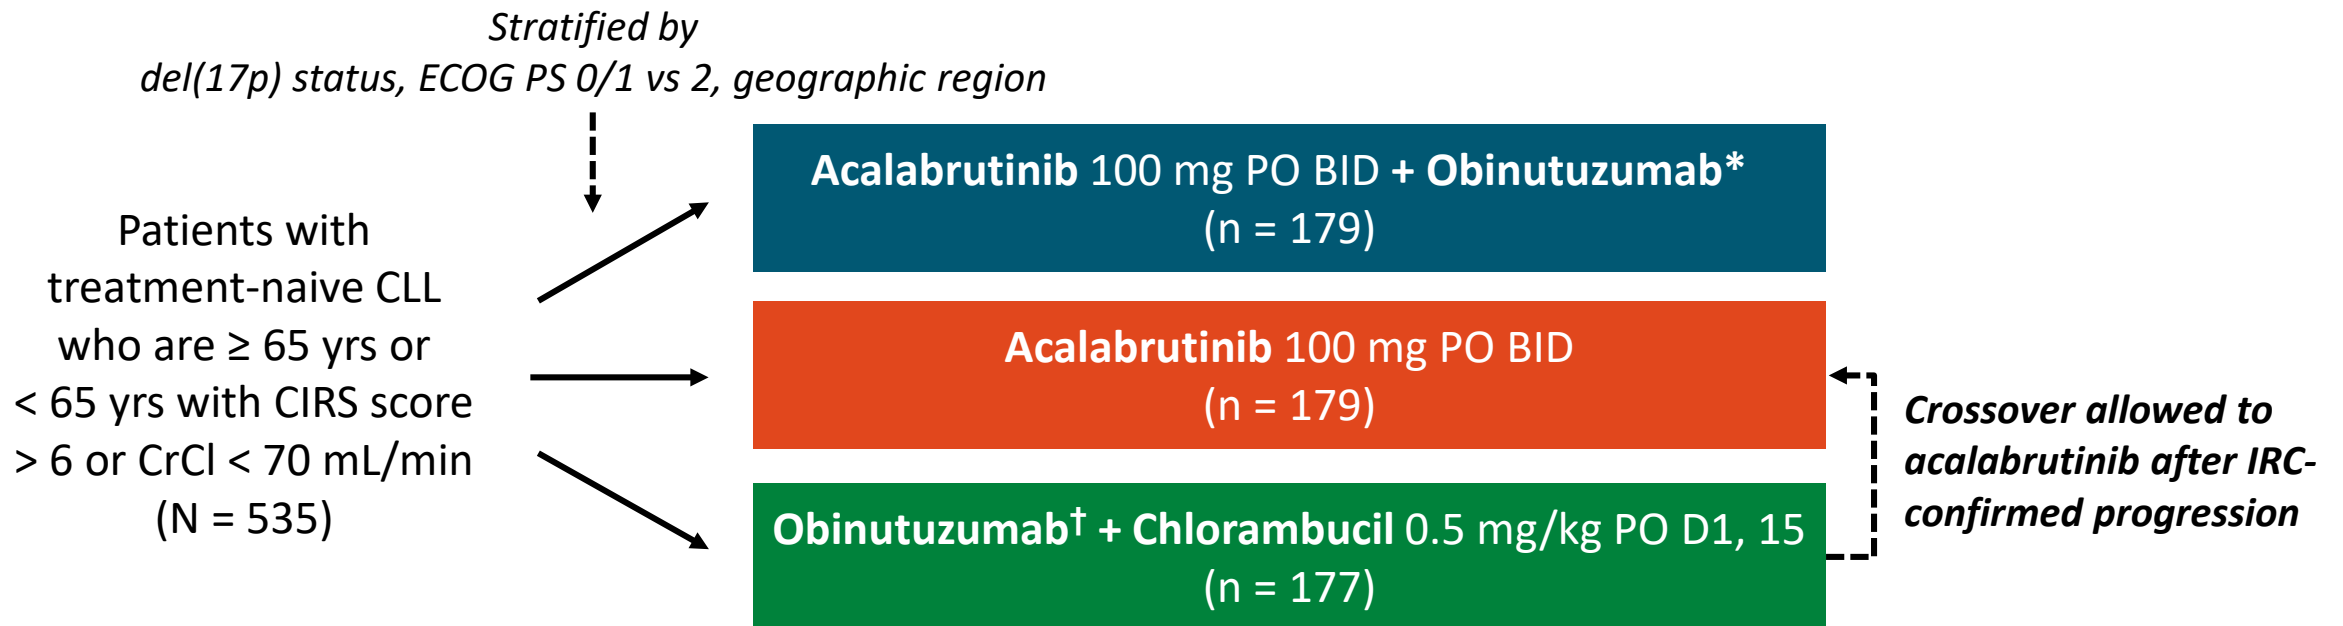 Stratified by
del(17p) status, ECOG PS 0/1 vs 2, geographic region
Patients with
treatment-naive CLL
who are ≥ 65 yrs or
< 65 yrs with CIRS score
> 6 or CrCl < 70 mL/min
(N = 535)
Acalabrutinib 100 mg PO BID + Obinutuzumab*
(n = 179)
Acalabrutinib 100 mg PO BID
(n = 179)
Obinutuzumab† + Chlorambucil 0.5 mg/kg PO D1, 15
(n = 177)
Crossover allowed to
acalabrutinib after IRC-
confirmed progression